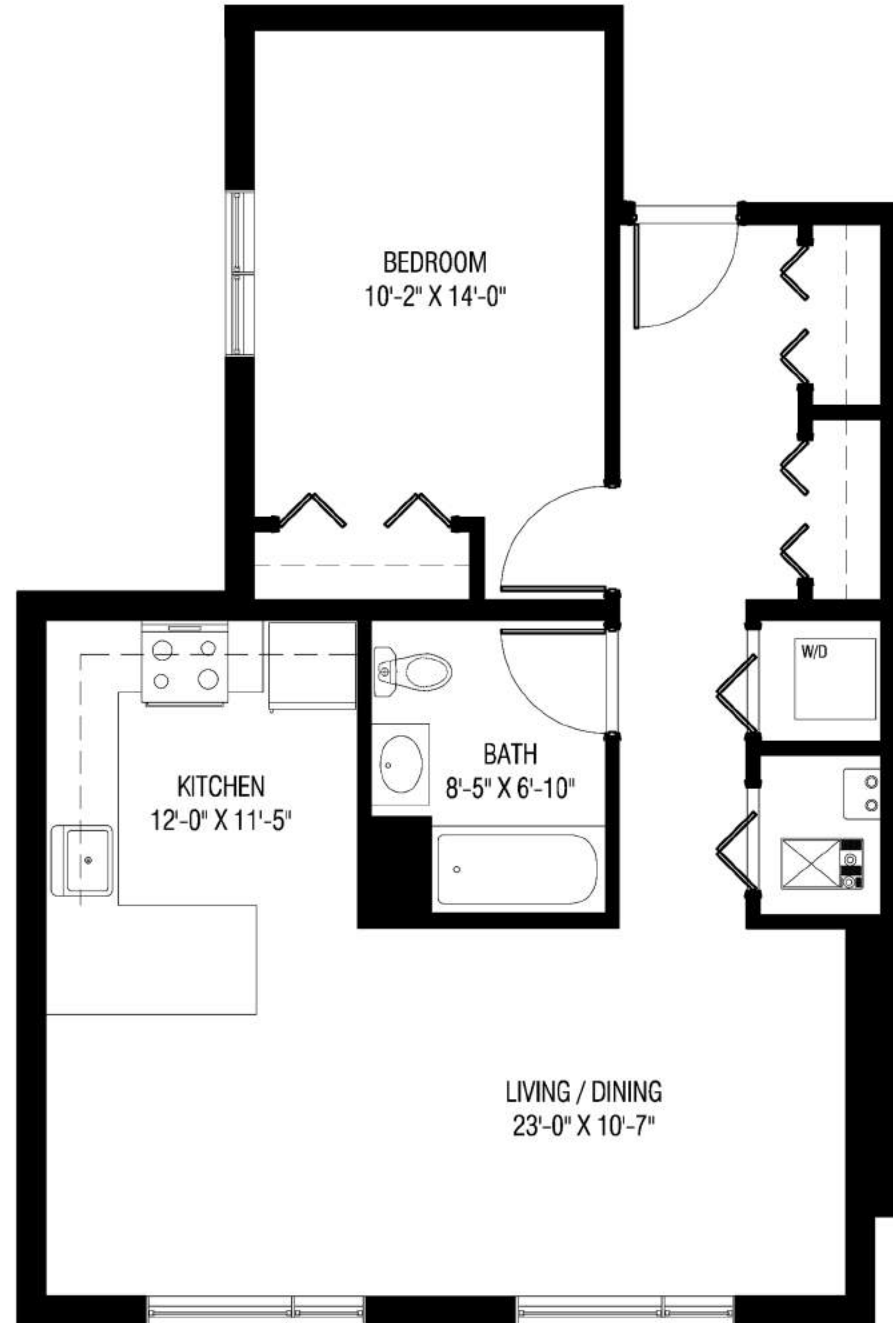 BEDROOM
10'-2" X 14'-0"
W/D
KITCHEN
12'-0" X 11'-5"
BATH
8'-5" X 6'-10"
LIVING / DINING
23'-0" X 10'-7"